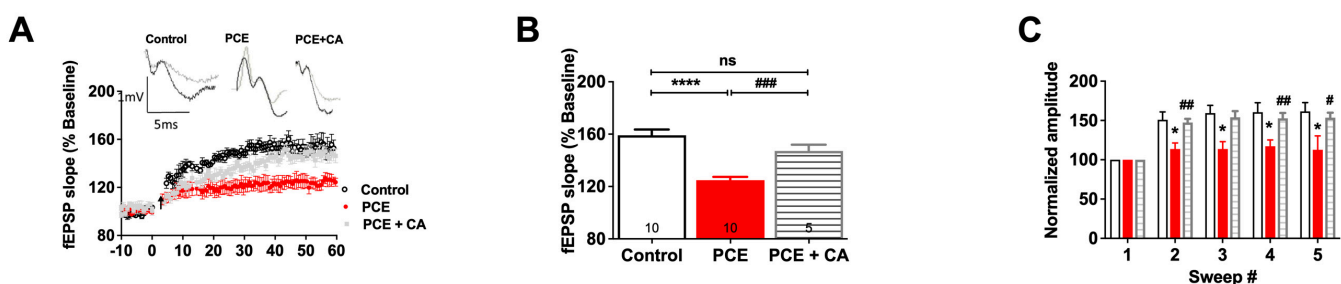 A
Control
PCE
PCE+CA
1mV
5ms
fEPSP slope (% Baseline)
200
160
120
80
-10 0 10 20 30 40 50 60
Control
PCE
PCE + CA
B
fEPSP slope (% Baseline)
200
160
120
80
ns
**** ###
10 10 5
Control PCE PCE + CA
C
Normalized amplitude
200
150
100
50
0
## ## #
* * * *
1 2 3 4 5
Sweep #